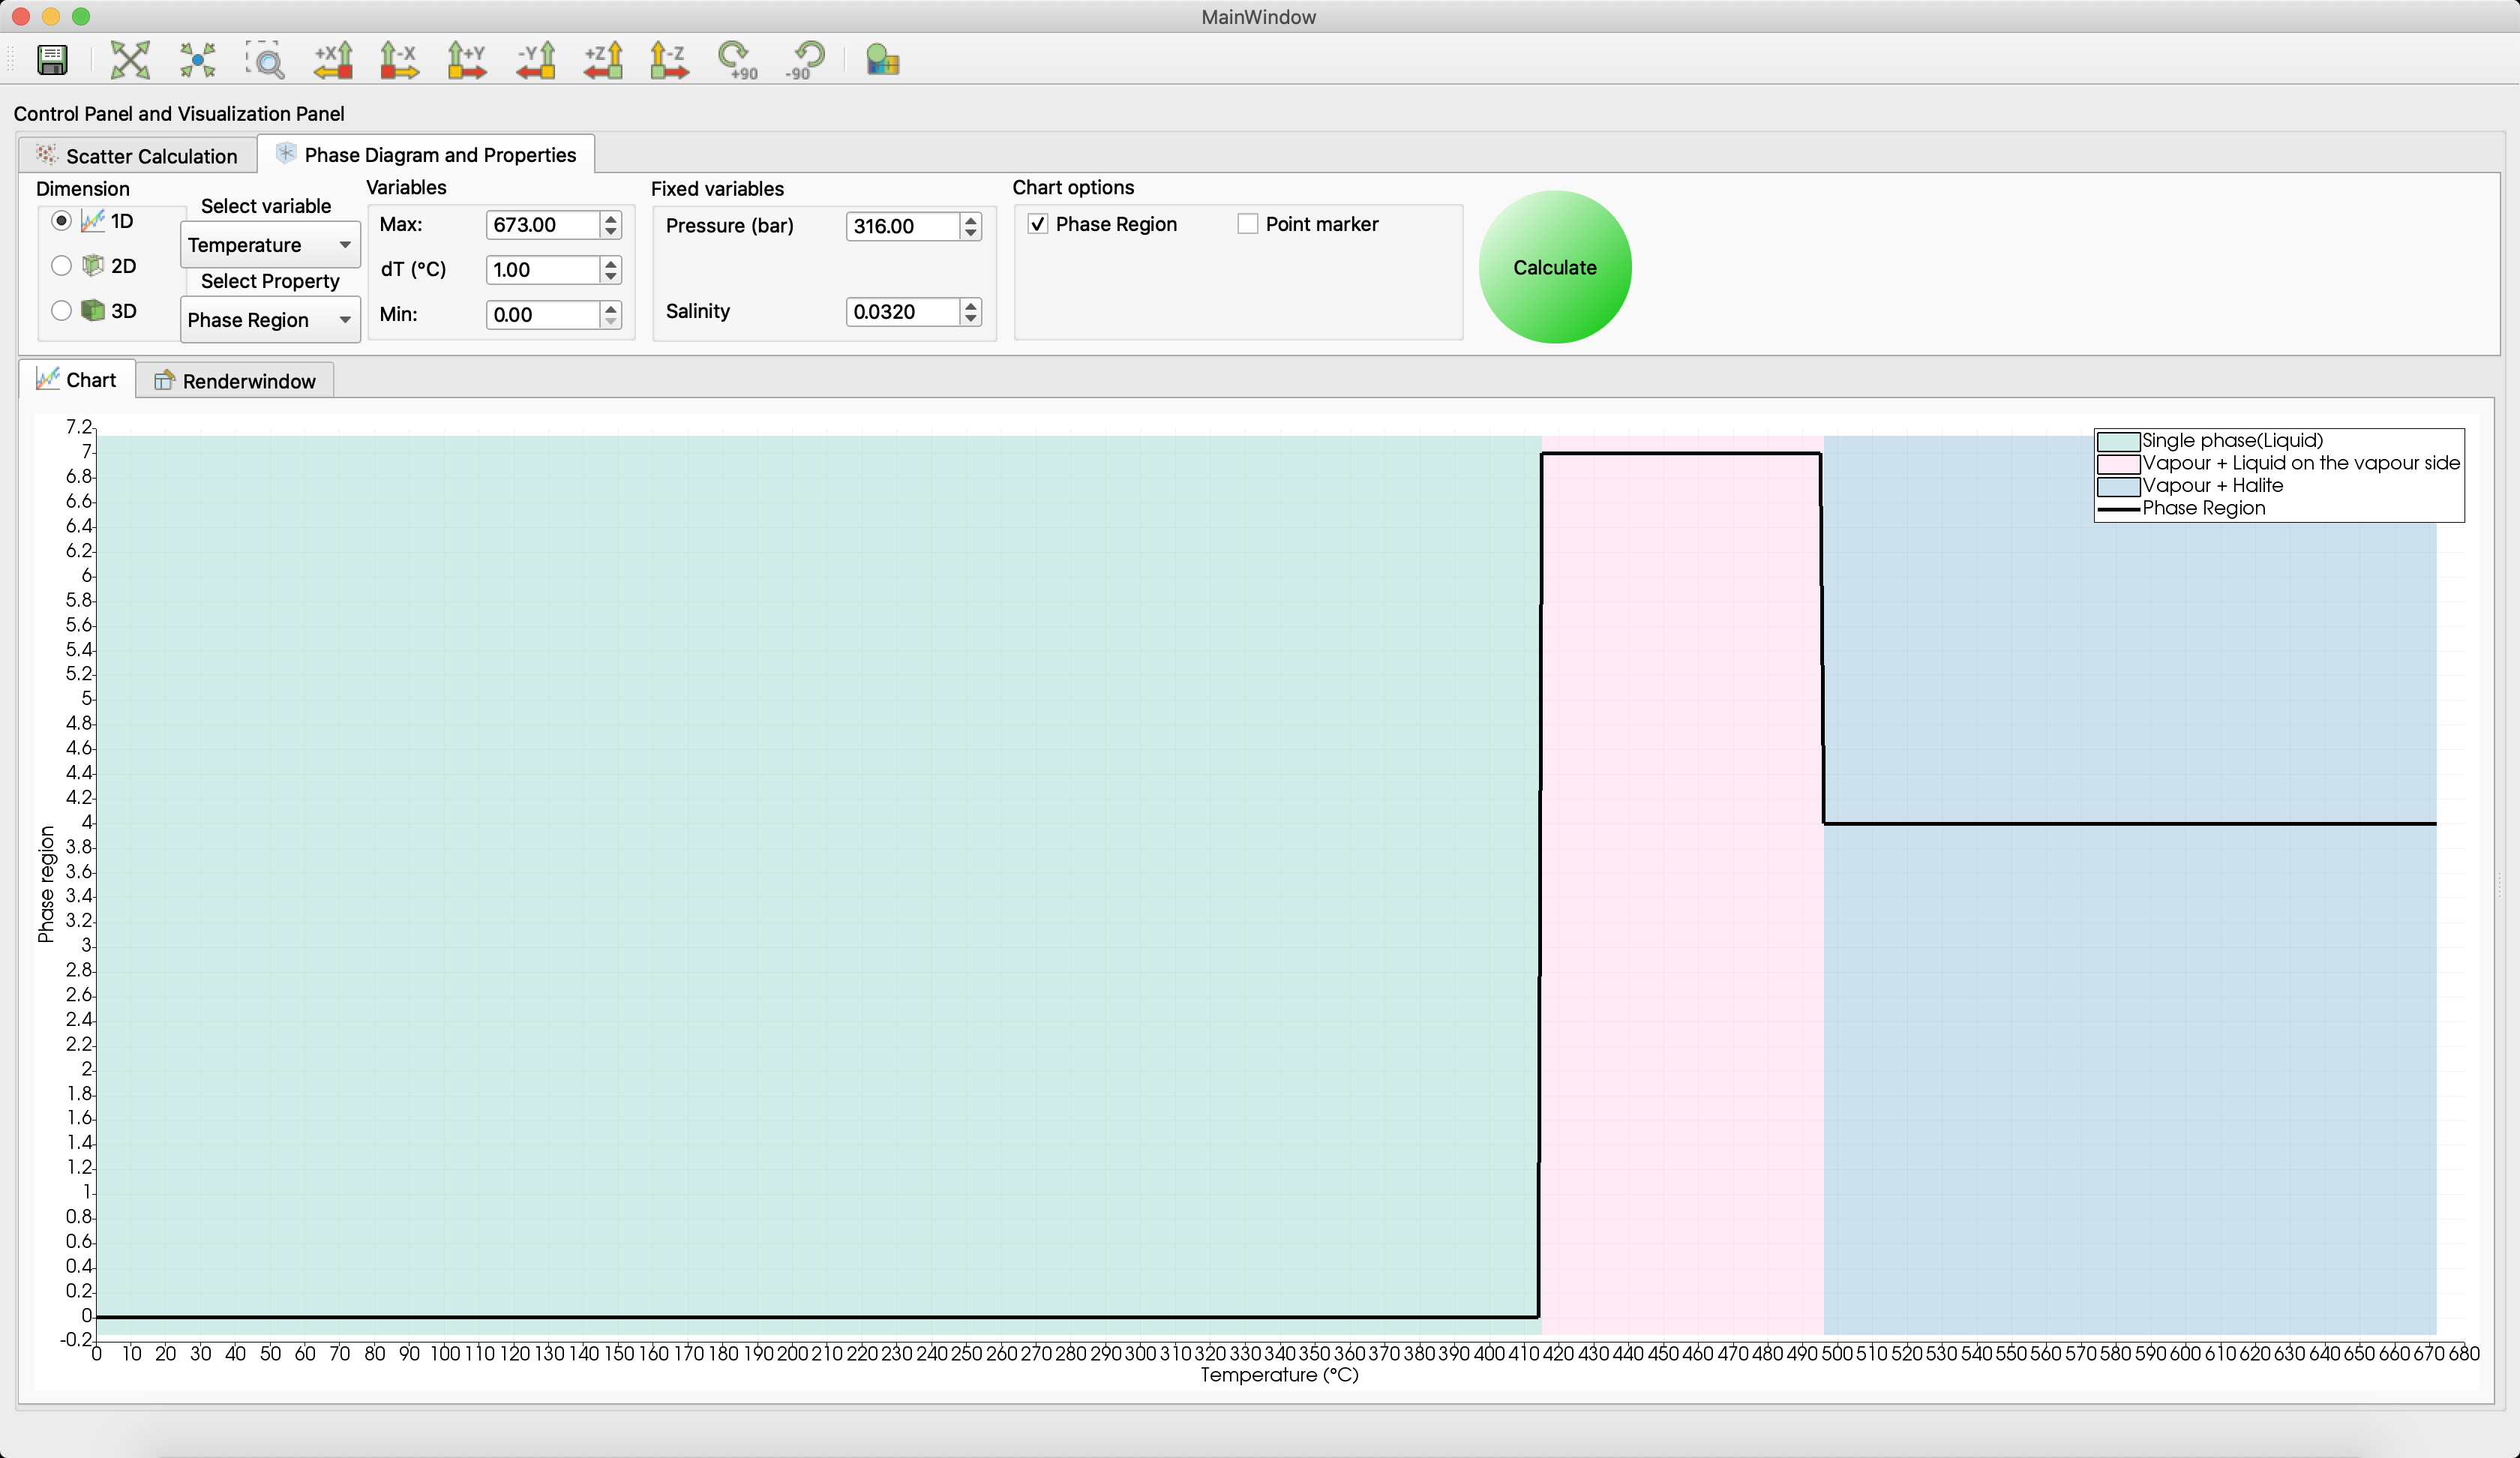 MainWindow
+X -X +Y -Y +Z -Z +90 -90
Control Panel and Visualization Panel
Scatter Calculation Phase Diagram and Properties
Dimension
1D
2D
3D
Select variable
Temperature
Select Property
Phase Region
Variables
Max: 673.00
dT (°C) 1.00
Min: 0.00
Fixed variables
Pressure (bar) 316.00
Salinity 0.0320
Chart options
Phase Region Point marker
Calculate
Chart Renderwindow
7.2
7
6.8
6.6
6.4
6.2
6
5.8
5.6
5.4
5.2
5
4.8
4.6
4.4
4.2
4
3.8
3.6
3.4
3.2
3
2.8
2.6
2.4
2.2
2
1.8
1.6
1.4
1.2
1
0.8
0.6
0.4
0.2
0
-0.2
Phase region
Single phase(Liquid)
Vapour + Liquid on the vapour side
Vapour + Halite
Phase Region
0 10 20 30 40 50 60 70 80 90 100 110 120 130 140 150 160 170 180 190 200 210 220 230 240 250 260 270 280 290 300 310 320 330 340 350 360 370 380 390 400 410 420 430 440 450 460 470 480 490 500 510 520 530 540 550 560 570 580 590 600 610 620 630 640 650 660 670 680
Temperature (°C)